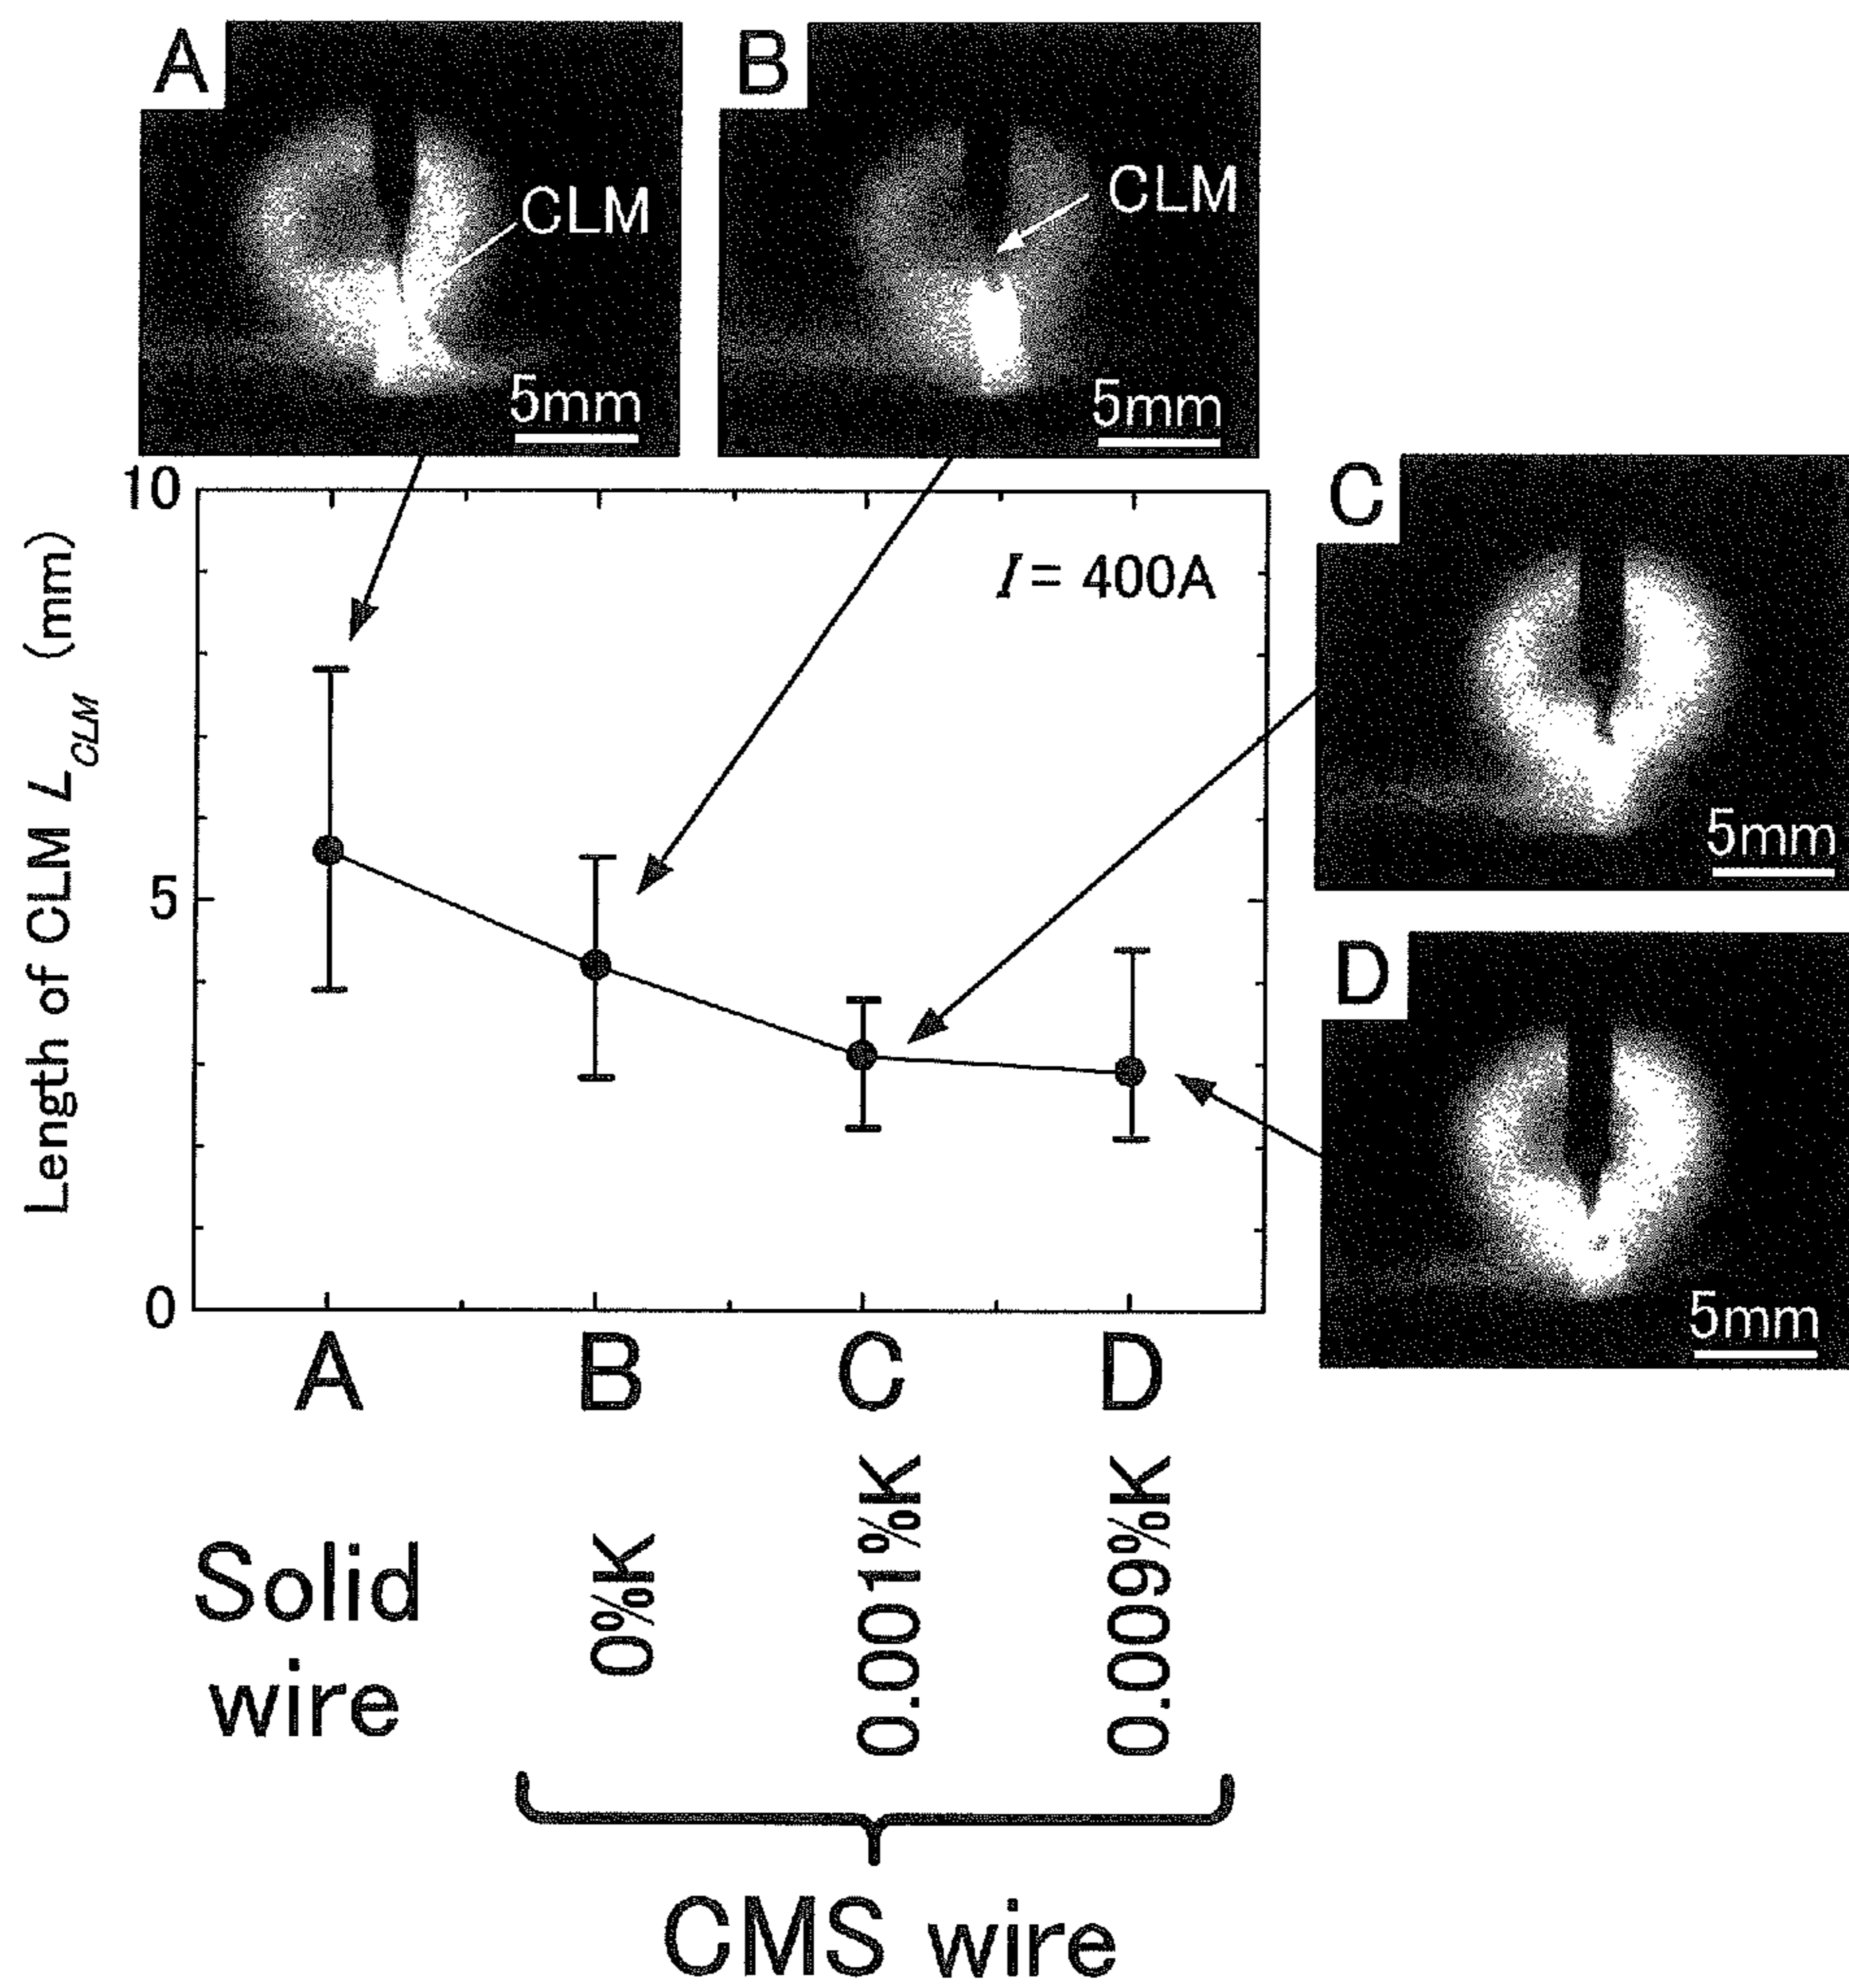 A
CLM
5mm
B
CLM
5mm
C
5mm
D
5mm
I = 400A
Length of CLM L_CLM (mm)
10
5
0
A
B
C
D
Solid
wire
0%K
0.001%K
0.009%K
CMS wire